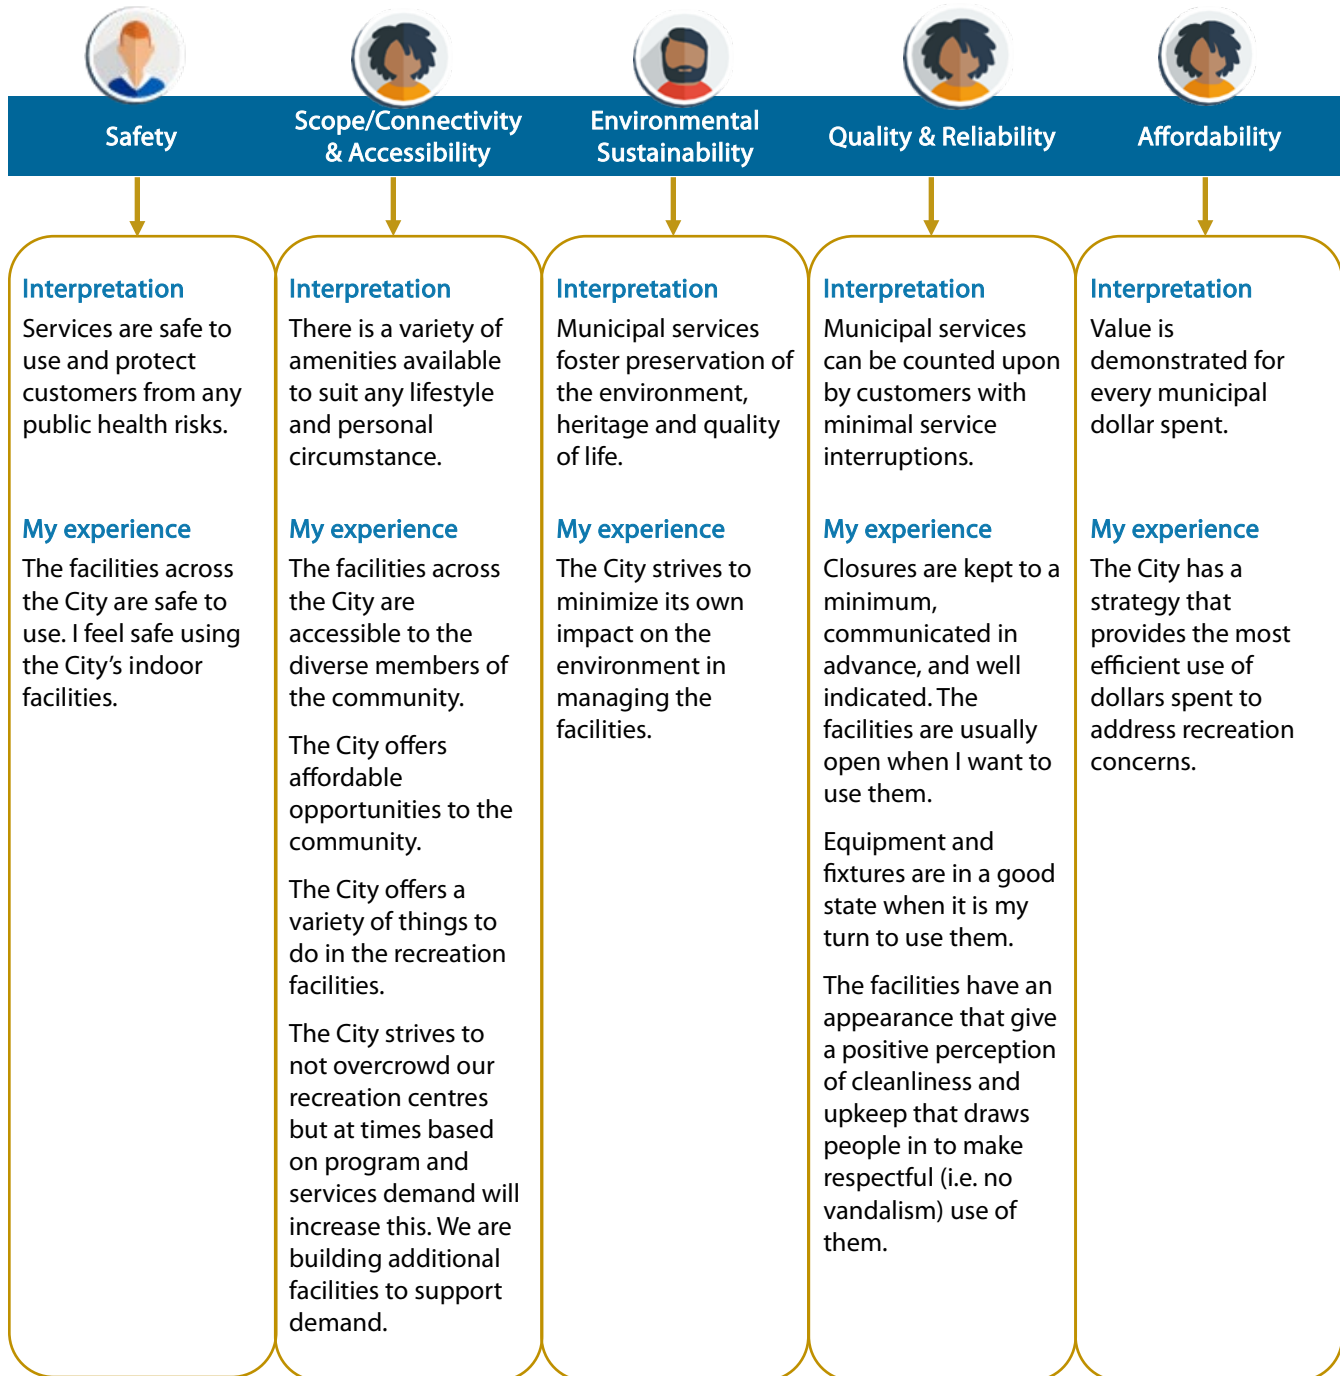 Safety
Scope/Connectivity
& Accessibility
Environmental
Sustainability
Quality & Reliability
Affordability
Interpretation
Services are safe to
use and protect
customers from any
public health risks.
My experience
The facilities across
the City are safe to
use. I feel safe using
the City's indoor
facilities.
Interpretation
There is a variety of
amenities available
to suit any lifestyle
and personal
circumstance.
My experience
The facilities across
the City are
accessible to the
diverse members of
the community.
The City offers
affordable
opportunities to the
community.
The City offers a
variety of things to
do in the recreation
facilities.
The City strives to
not overcrowd our
recreation centres
but at times based
on program and
services demand will
increase this. We are
building additional
facilities to support
demand.
Interpretation
Municipal services
foster preservation of
the environment,
heritage and quality
of life.
My experience
The City strives to
minimize its own
impact on the
environment in
managing the
facilities.
Interpretation
Municipal services
can be counted upon
by customers with
minimal service
interruptions.
My experience
Closures are kept to a
minimum,
communicated in
advance, and well
indicated. The
facilities are usually
open when I want to
use them.
Equipment and
fixtures are in a good
state when it is my
turn to use them.
The facilities have an
appearance that give
a positive perception
of cleanliness and
upkeep that draws
people in to make
respectful (i.e. no
vandalism) use of
them.
Interpretation
Value is
demonstrated for
every municipal
dollar spent.
My experience
The City has a
strategy that
provides the most
efficient use of
dollars spent to
address recreation
concerns.